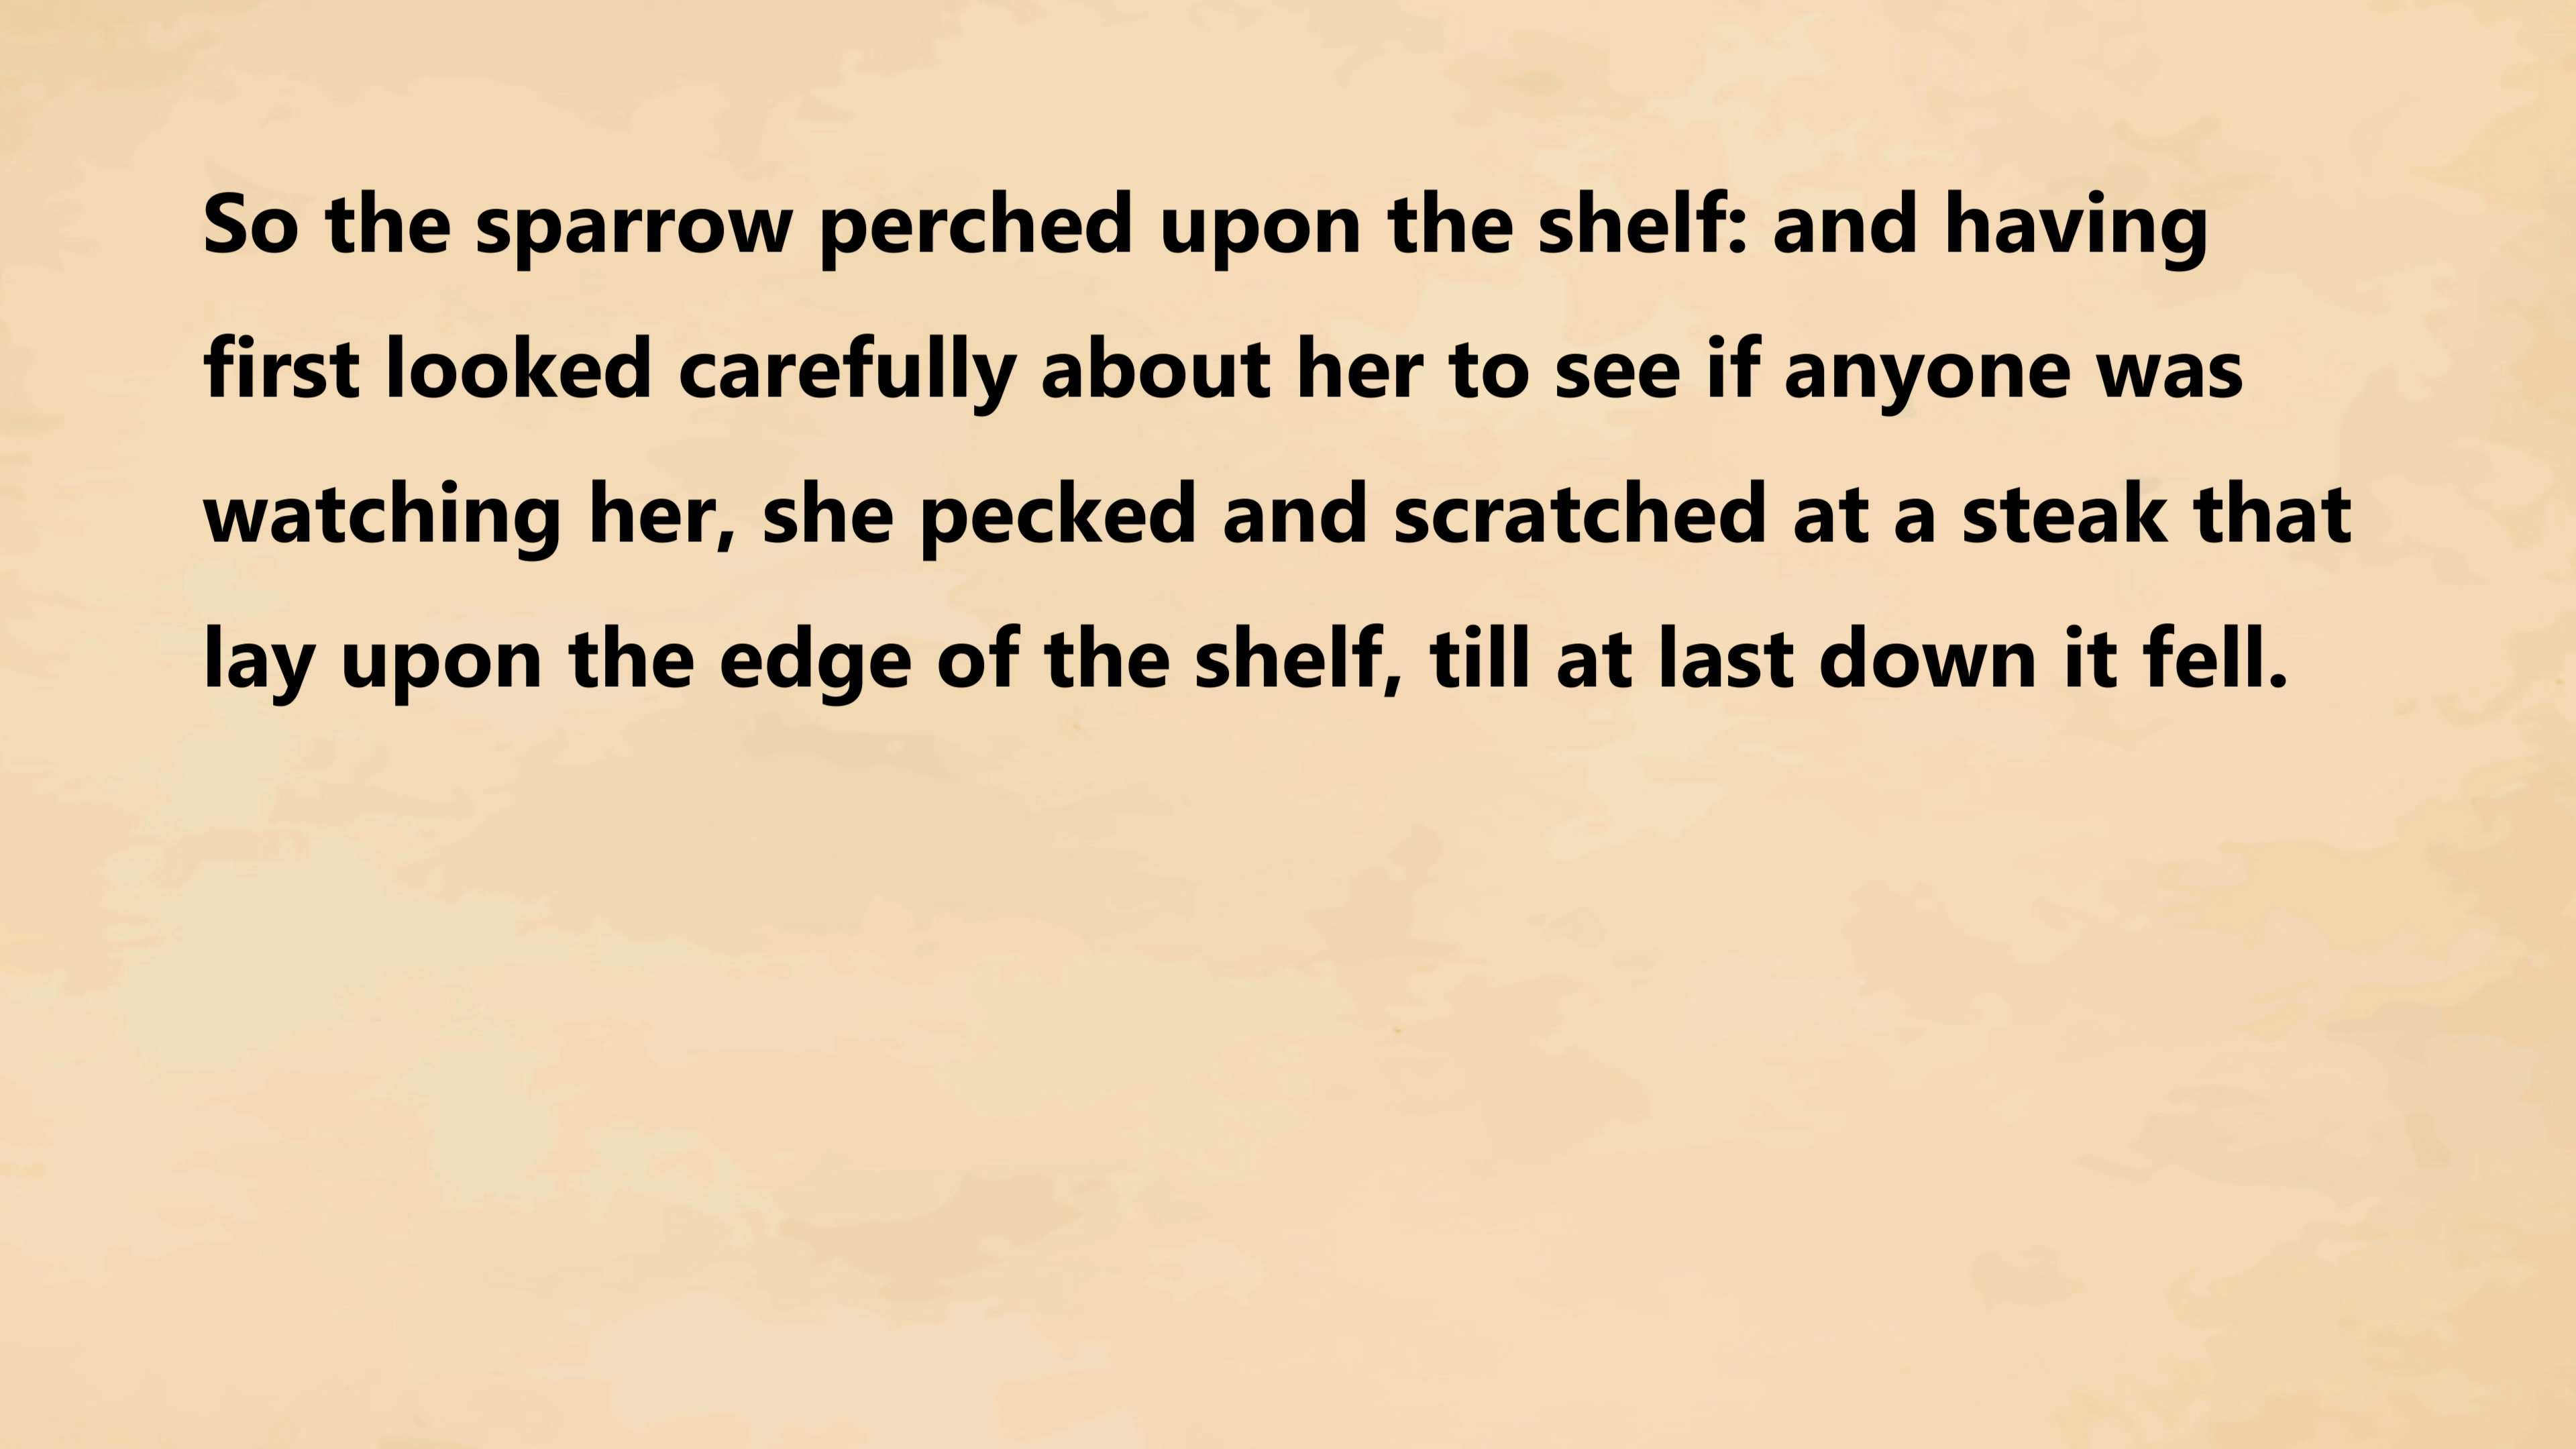 So the sparrow perched upon the shelf: and having
first looked carefully about her to see if anyone was
watching her, she pecked and scratched at a steak that
lay upon the edge of the shelf, till at last down it fell.